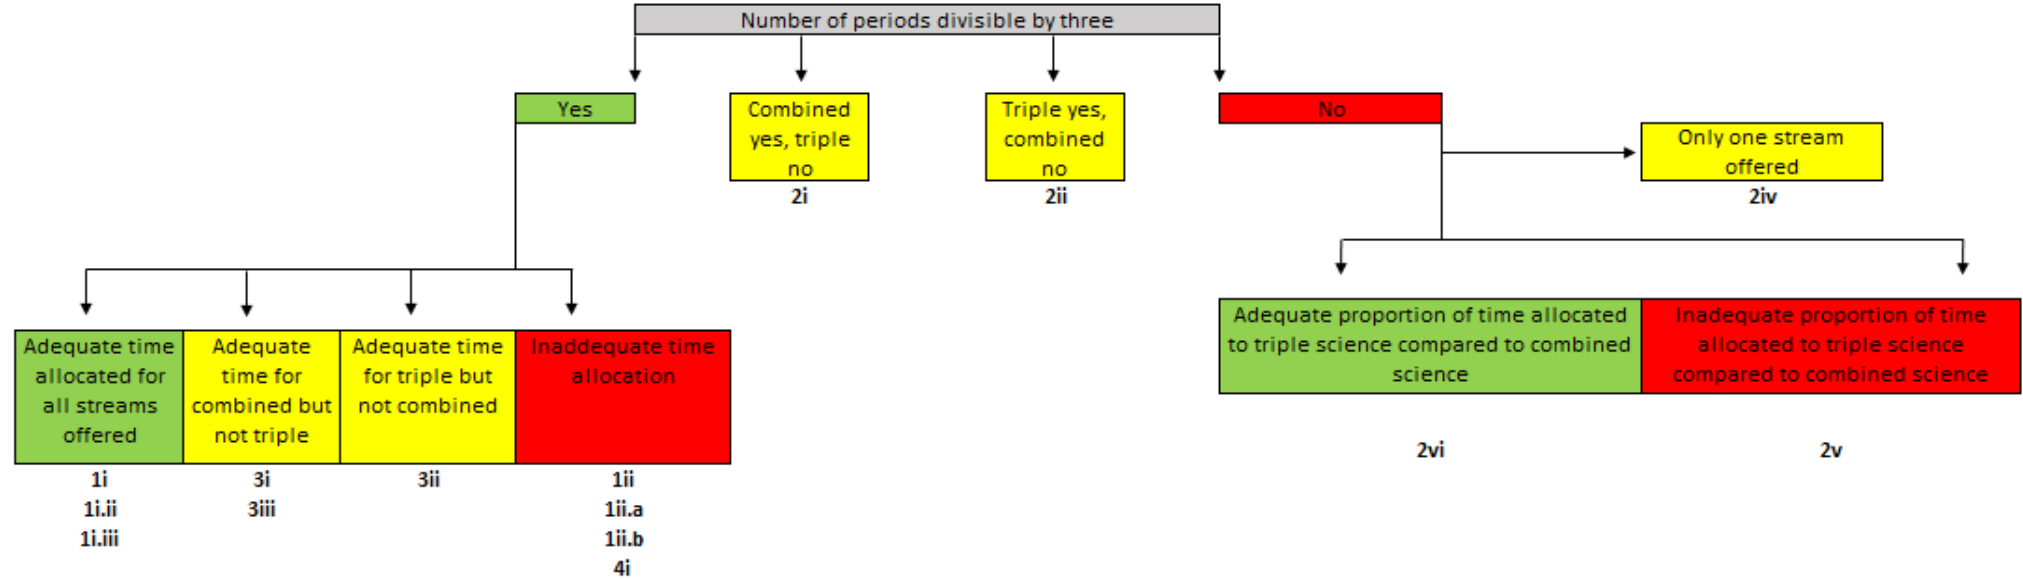 Number of periods divisible by three
Yes
Combined
yes, triple
no
2i
Triple yes,
combined
no
2ii
No
Only one stream
offered
2iv
Adequate time
allocated for
all streams
offered
1i
1i.ii
1i.iii
Adequate
time for
combined but
not triple
3i
3iii
Adequate time
for triple but
not combined
3ii
Inaddequate time
allocation
1ii
1ii.a
1ii.b
4i
Adequate proportion of time allocated
to triple science compared to combined
science
2vi
Inadequate proportion of time
allocated to triple science
compared to combined science
2v